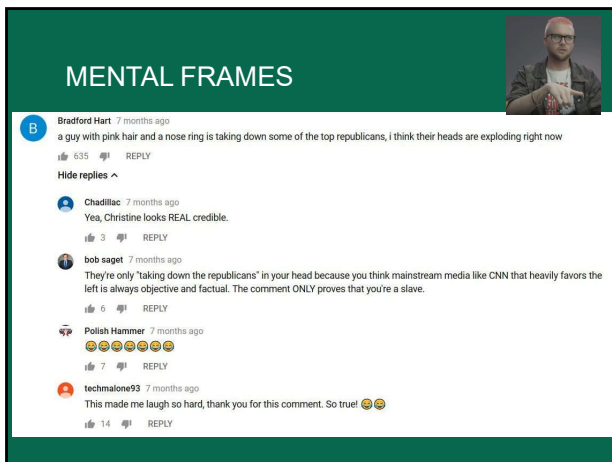 MENTAL FRAMES
B
Bradford Hart 7 months ago
a guy with pink hair and a nose ring is taking down some of the top republicans, i think their heads are exploding right now
635 REPLY
Hide replies
Chadillac 7 months ago
Yea, Christine looks REAL credible.
3 REPLY
bob saget 7 months ago
They're only "taking down the republicans" in your head because you think mainstream media like CNN that heavily favors the
left is always objective and factual. The comment ONLY proves that you're a slave.
6 REPLY
Polish Hammer 7 months ago
😂😂😂😂😂😂😂
7 REPLY
techmalone93 7 months ago
This made me laugh so hard, thank you for this comment. So true! 😂😂
14 REPLY